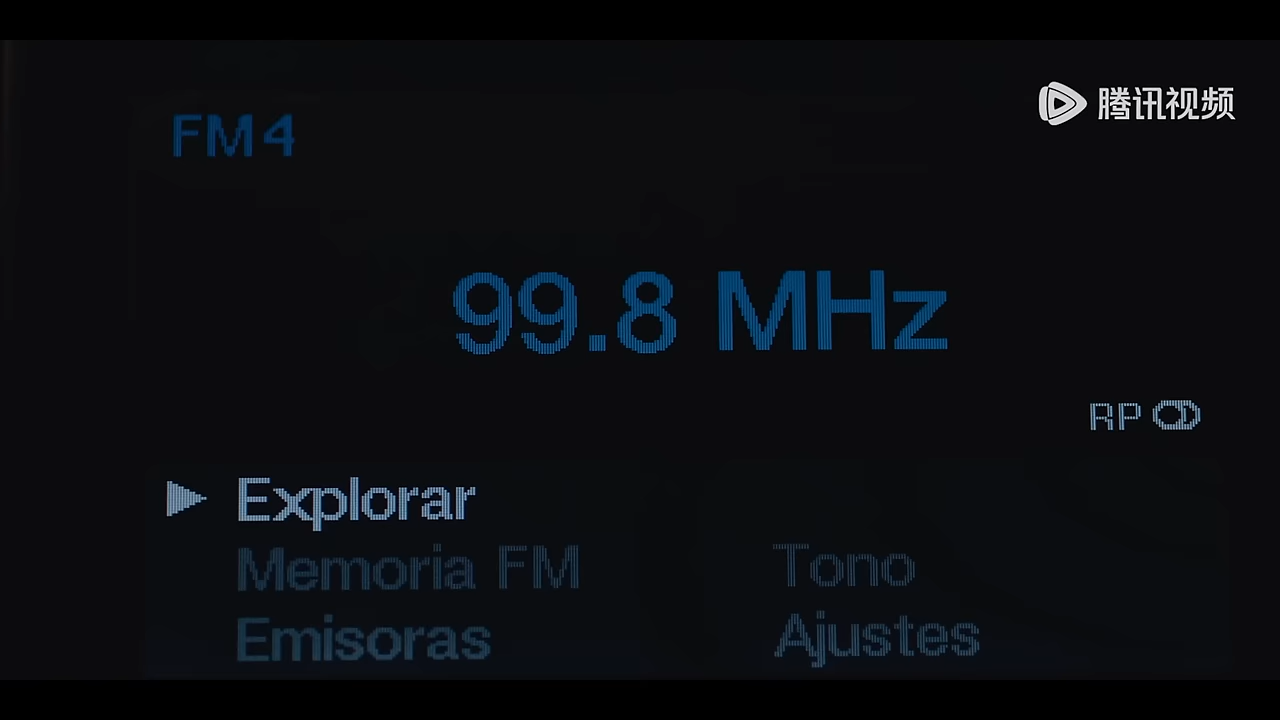 腾讯视频
FM4
99.8 MHz
RP
Explorar
Memoria FM
Tono
Emisoras
Ajustes